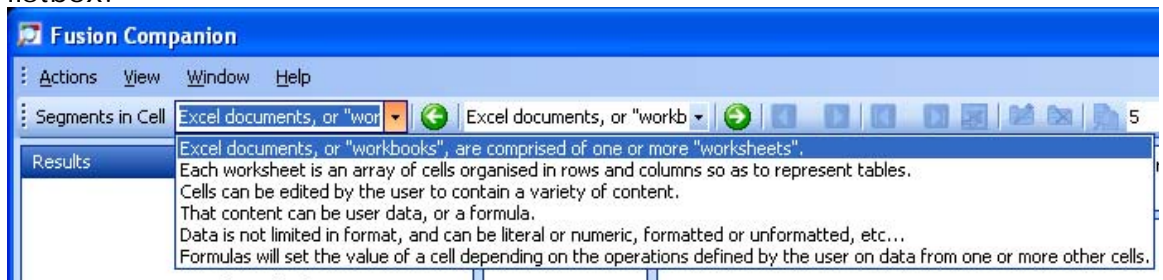 listbox:
Fusion Companion
Actions View Window Help
Segments in Cell Excel documents, or "wor Excel documents, or "workb 5
Results
Excel documents, or "workbooks", are comprised of one or more "worksheets".
Each worksheet is an array of cells organised in rows and columns so as to represent tables.
Cells can be edited by the user to contain a variety of content.
That content can be user data, or a formula.
Data is not limited in format, and can be literal or numeric, formatted or unformatted, etc...
Formulas will set the value of a cell depending on the operations defined by the user on data from one or more other cells.